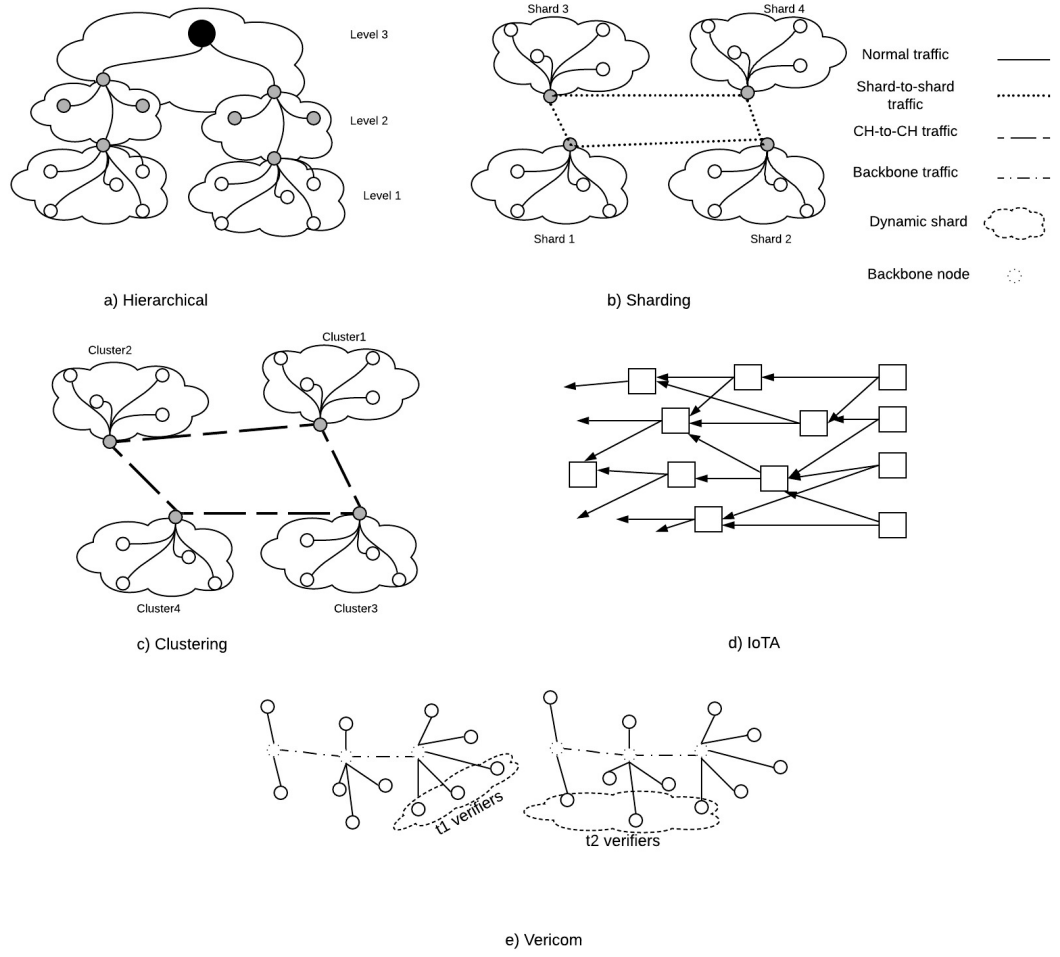 Level 3
Level 2
Level 1
a) Hierarchical
Shard 3
Shard 4
Shard 1
Shard 2
b) Sharding
Normal traffic
Shard-to-shard
traffic
CH-to-CH traffic
Backbone traffic
Dynamic shard
Backbone node
Cluster2
Cluster1
Cluster4
Cluster3
c) Clustering
d) IoTA
t1 verifiers
t2 verifiers
e) Vericom